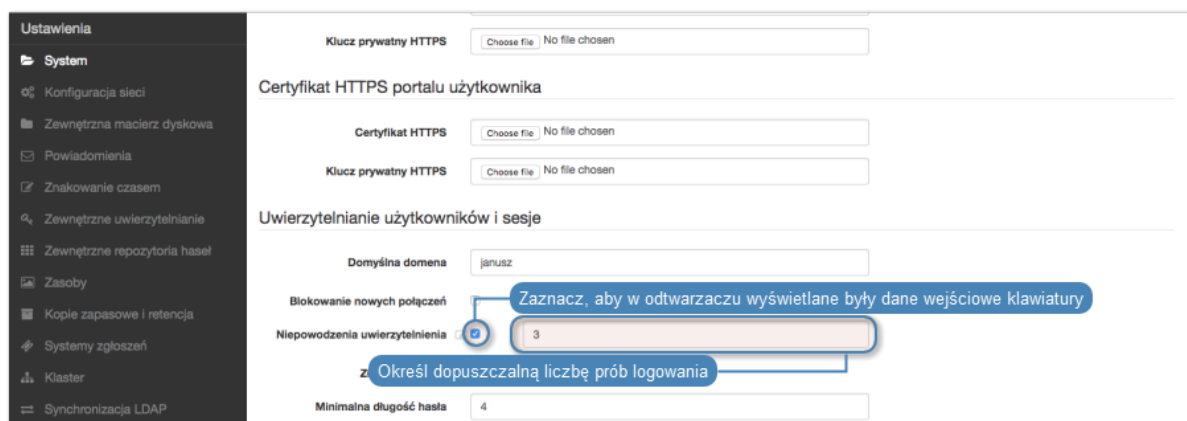 Ustawienia
System
Konfiguracja sieci
Zewnętrzna macierz dyskowa
Powiadomienia
Znakowanie czasem
Zewnętrzne uwierzytelnianie
Zewnętrzne repozytoria haseł
Zasoby
Kopie zapasowe i retencja
Systemy zgłoszeń
Klaster
Synchronizacja LDAP
Klucz prywatny HTTPS Choose file No file chosen
Certyfikat HTTPS portalu użytkownika
Certyfikat HTTPS Choose file No file chosen
Klucz prywatny HTTPS Choose file No file chosen
Uwierzytelnianie użytkowników i sesje
Domyślna domena janusz
Blokowanie nowych połączeń Zaznacz, aby w odtwarzaczu wyświetlane były dane wejściowe klawiatury
Niepowodzenia uwierzytelnienia 3
Określ dopuszczalną liczbę prób logowania
Minimalna długość hasła 4